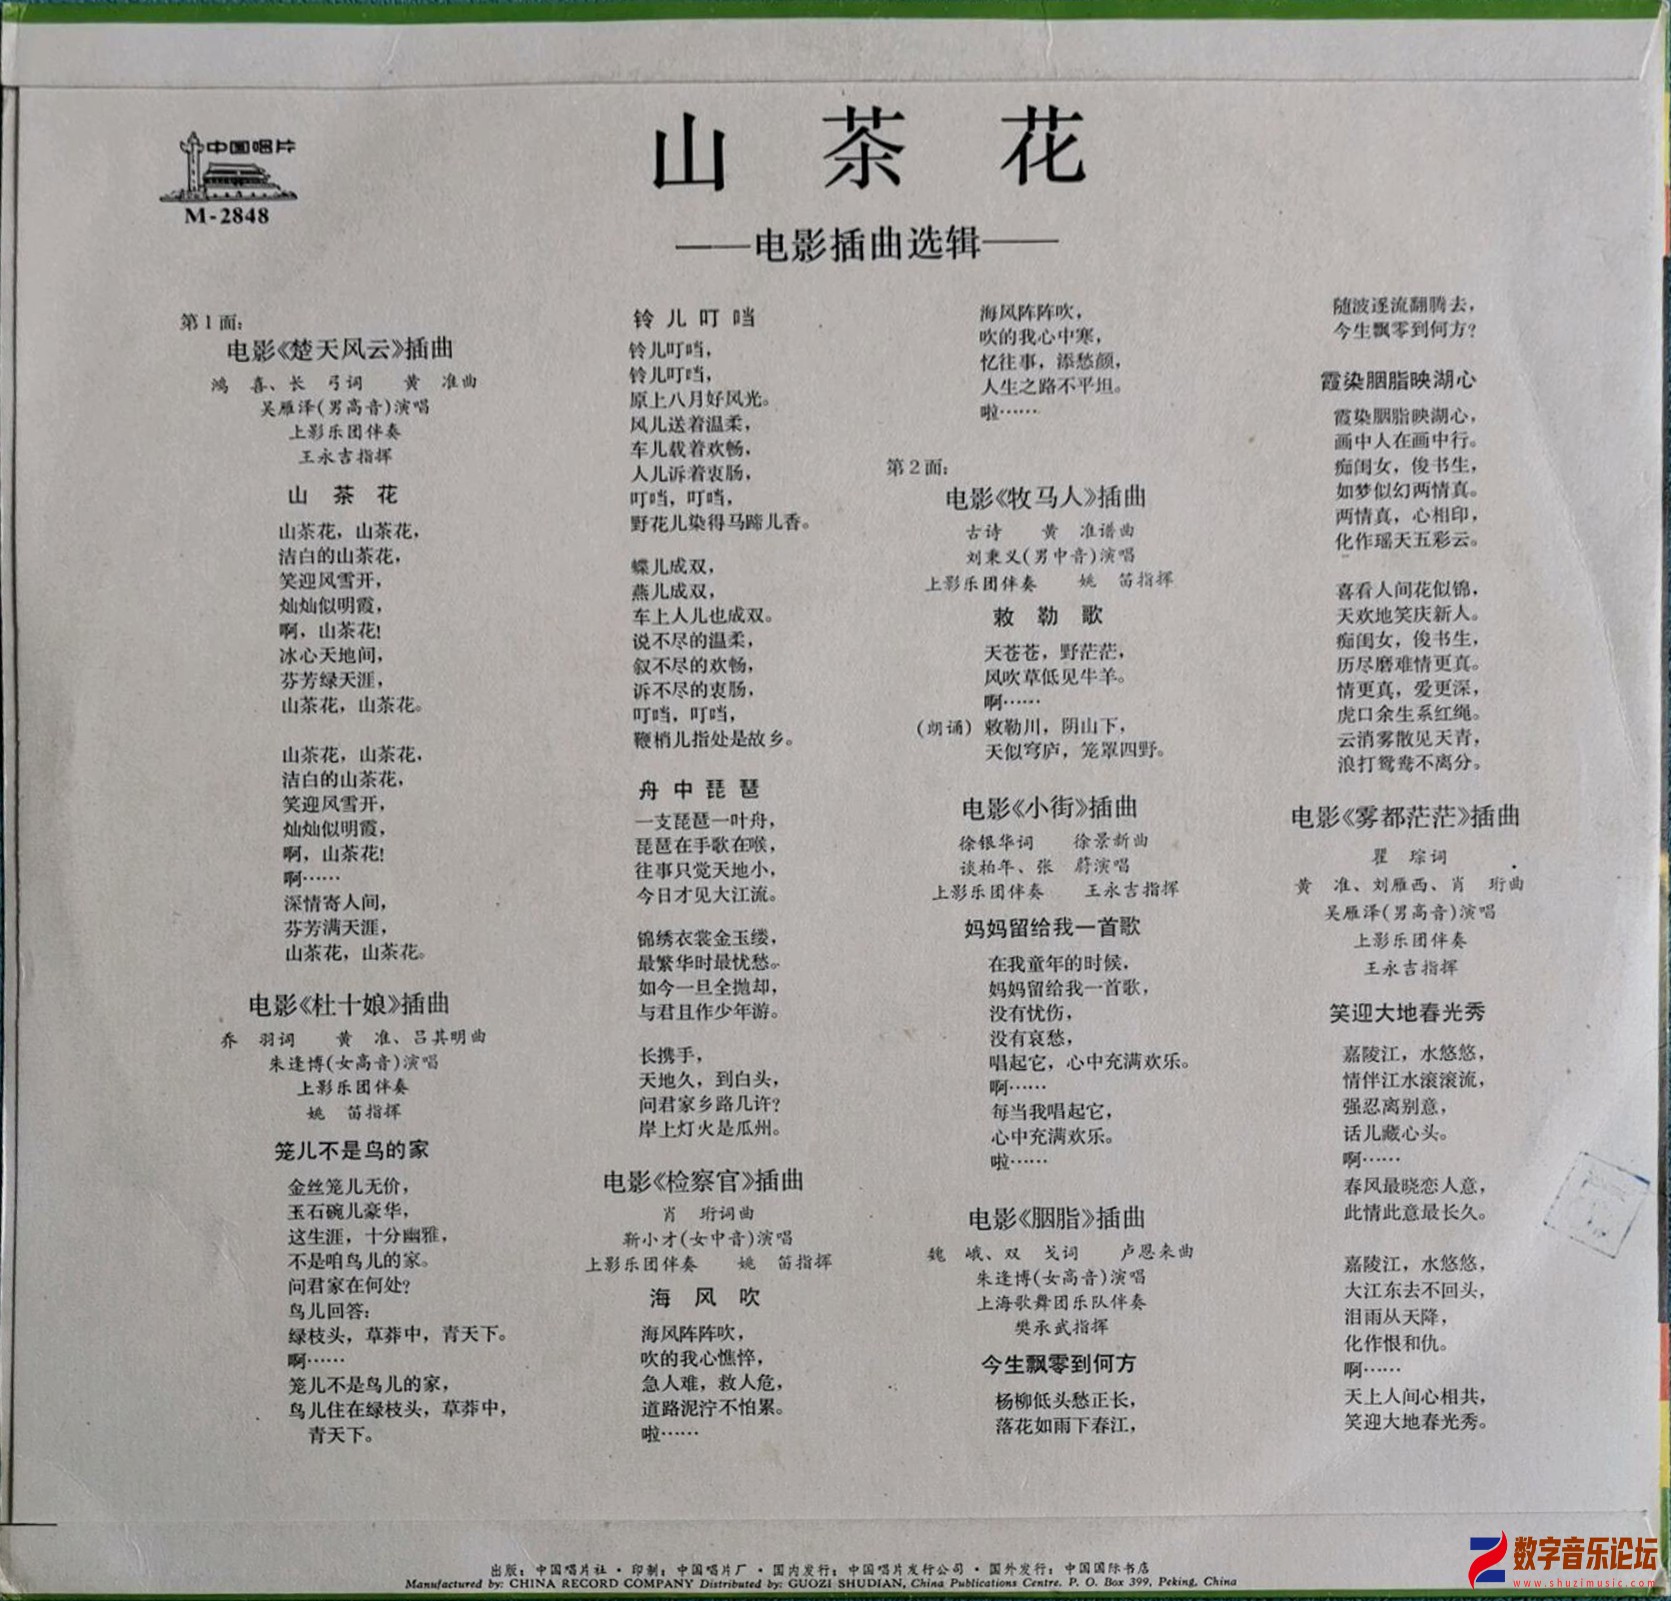 中国唱片
M-2848
山茶花
——电影插曲选辑——
第1面：
电影《楚天风云》插曲
鸿 喜、长 弓词 黄 准曲
吴雁泽(男高音)演唱
上影乐团伴奏
王永吉指挥
山 茶 花
山茶花，山茶花，
洁白的山茶花，
笑迎风雪开，
灿灿似明霞，
啊，山茶花！
冰心天地间，
芬芳绿天涯，
山茶花，山茶花。
山茶花，山茶花，
洁白的山茶花，
笑迎风雪开，
灿灿似明霞，
啊，山茶花！
啊……
深情寄人间，
芬芳满天涯，
山茶花，山茶花。
电影《杜十娘》插曲
乔 羽词 黄 准、吕其明曲
朱逢博(女高音)演唱
上影乐团伴奏
姚 笛指挥
笼儿不是鸟的家
金丝笼儿无价，
玉石碗儿豪华，
这生涯，十分幽雅，
不是咱鸟儿的家。
问君家在何处？
鸟儿回答：
绿枝头，草莽中，青天下。
啊……
笼儿不是鸟儿的家，
鸟儿住在绿枝头，草莽中，
青天下。
铃 儿 叮 当
铃儿叮当，
铃儿叮当，
原上八月好风光。
风儿送着温柔，
车儿载着欢畅，
人儿诉着衷肠，
叮当，叮当，
野花儿染得马蹄儿香。
蝶儿成双，
燕儿成双，
车上人儿也成双。
说不尽的温柔，
叙不尽的欢畅，
诉不尽的衷肠，
叮当，叮当，
鞭梢儿指处是故乡。
舟 中 琵 琶
一支琵琶一叶舟，
琵琶在手歌在喉，
往事只觉天地小，
今日才见大江流。
锦绣衣裳金玉缕，
最繁华时最忧愁。
如今一旦全抛却，
与君且作少年游。
长携手，
天地久，到白头，
问君家乡路几许？
岸上灯火是瓜州。
电影《检察官》插曲
肖 珩词曲
靳小才(女中音)演唱
上影乐团伴奏 姚 笛指挥
海 风 吹
海风阵阵吹，
吹的我心憔悴，
急人难，救人危，
道路泥泞不怕累。
啦……
海风阵阵吹，
吹的我心中寒，
忆往事，添愁颜，
人生之路不平坦。
啦……
第2面：
电影《牧马人》插曲
古诗 黄 准谱曲
刘秉义(男中音)演唱
上影乐团伴奏 姚 笛指挥
敕 勒 歌
天苍苍，野茫茫，
风吹草低见牛羊。
啊……
(朗诵) 敕勒川，阴山下，
天似穹庐，笼罩四野。
电影《小街》插曲
徐银华词 徐景新曲
谈柏年、张 蔚演唱
上影乐团伴奏 王永吉指挥
妈妈留给我一首歌
在我童年的时候，
妈妈留给我一首歌，
没有忧伤，
没有哀愁，
唱起它，心中充满欢乐。
啊……
每当我唱起它，
心中充满欢乐。
啦……
电影《胭脂》插曲
魏 峨、双 戈词 卢恩来曲
朱逢博(女高音)演唱
上海歌舞团乐队伴奏
樊承武指挥
今生飘零到何方
杨柳低头愁正长，
落花如雨下春江，
随波逐流翻腾去，
今生飘零到何方？
霞染胭脂映湖心
霞染胭脂映湖心，
画中人在画中行。
痴闺女，俊书生，
如梦似幻两情真。
两情真，心相印，
化作瑶天五彩云。
喜看人间花似锦，
天欢地笑庆新人。
痴闺女，俊书生，
历尽磨难情更真。
情更真，爱更深，
虎口余生系红绳。
云消雾散见天青，
浪打鸳鸯不离分。
电影《雾都茫茫》插曲
瞿 琮词
黄 准、刘雁西、肖 珩曲
吴雁泽(男高音)演唱
上影乐团伴奏
王永吉指挥
笑迎大地春光秀
嘉陵江，水悠悠，
情伴江水滚滚流，
强忍离别意，
话儿藏心头。
啊……
春风最晓恋人意，
此情此意最长久。
嘉陵江，水悠悠，
大江东去不回头，
泪雨从天降，
化作恨和仇。
啊……
天上人间心相共，
笑迎大地春光秀。
出版：中国唱片社・印制：中国唱片厂・国内发行：中国唱片发行公司・国外发行：中国国际书店
Manufactured by: CHINA RECORD COMPANY Distributed by: GUOZI SHUDIAN, China Publications Centre. P. O. Box 399, Peking, China
数字音乐论坛
www.shuzimusic.com